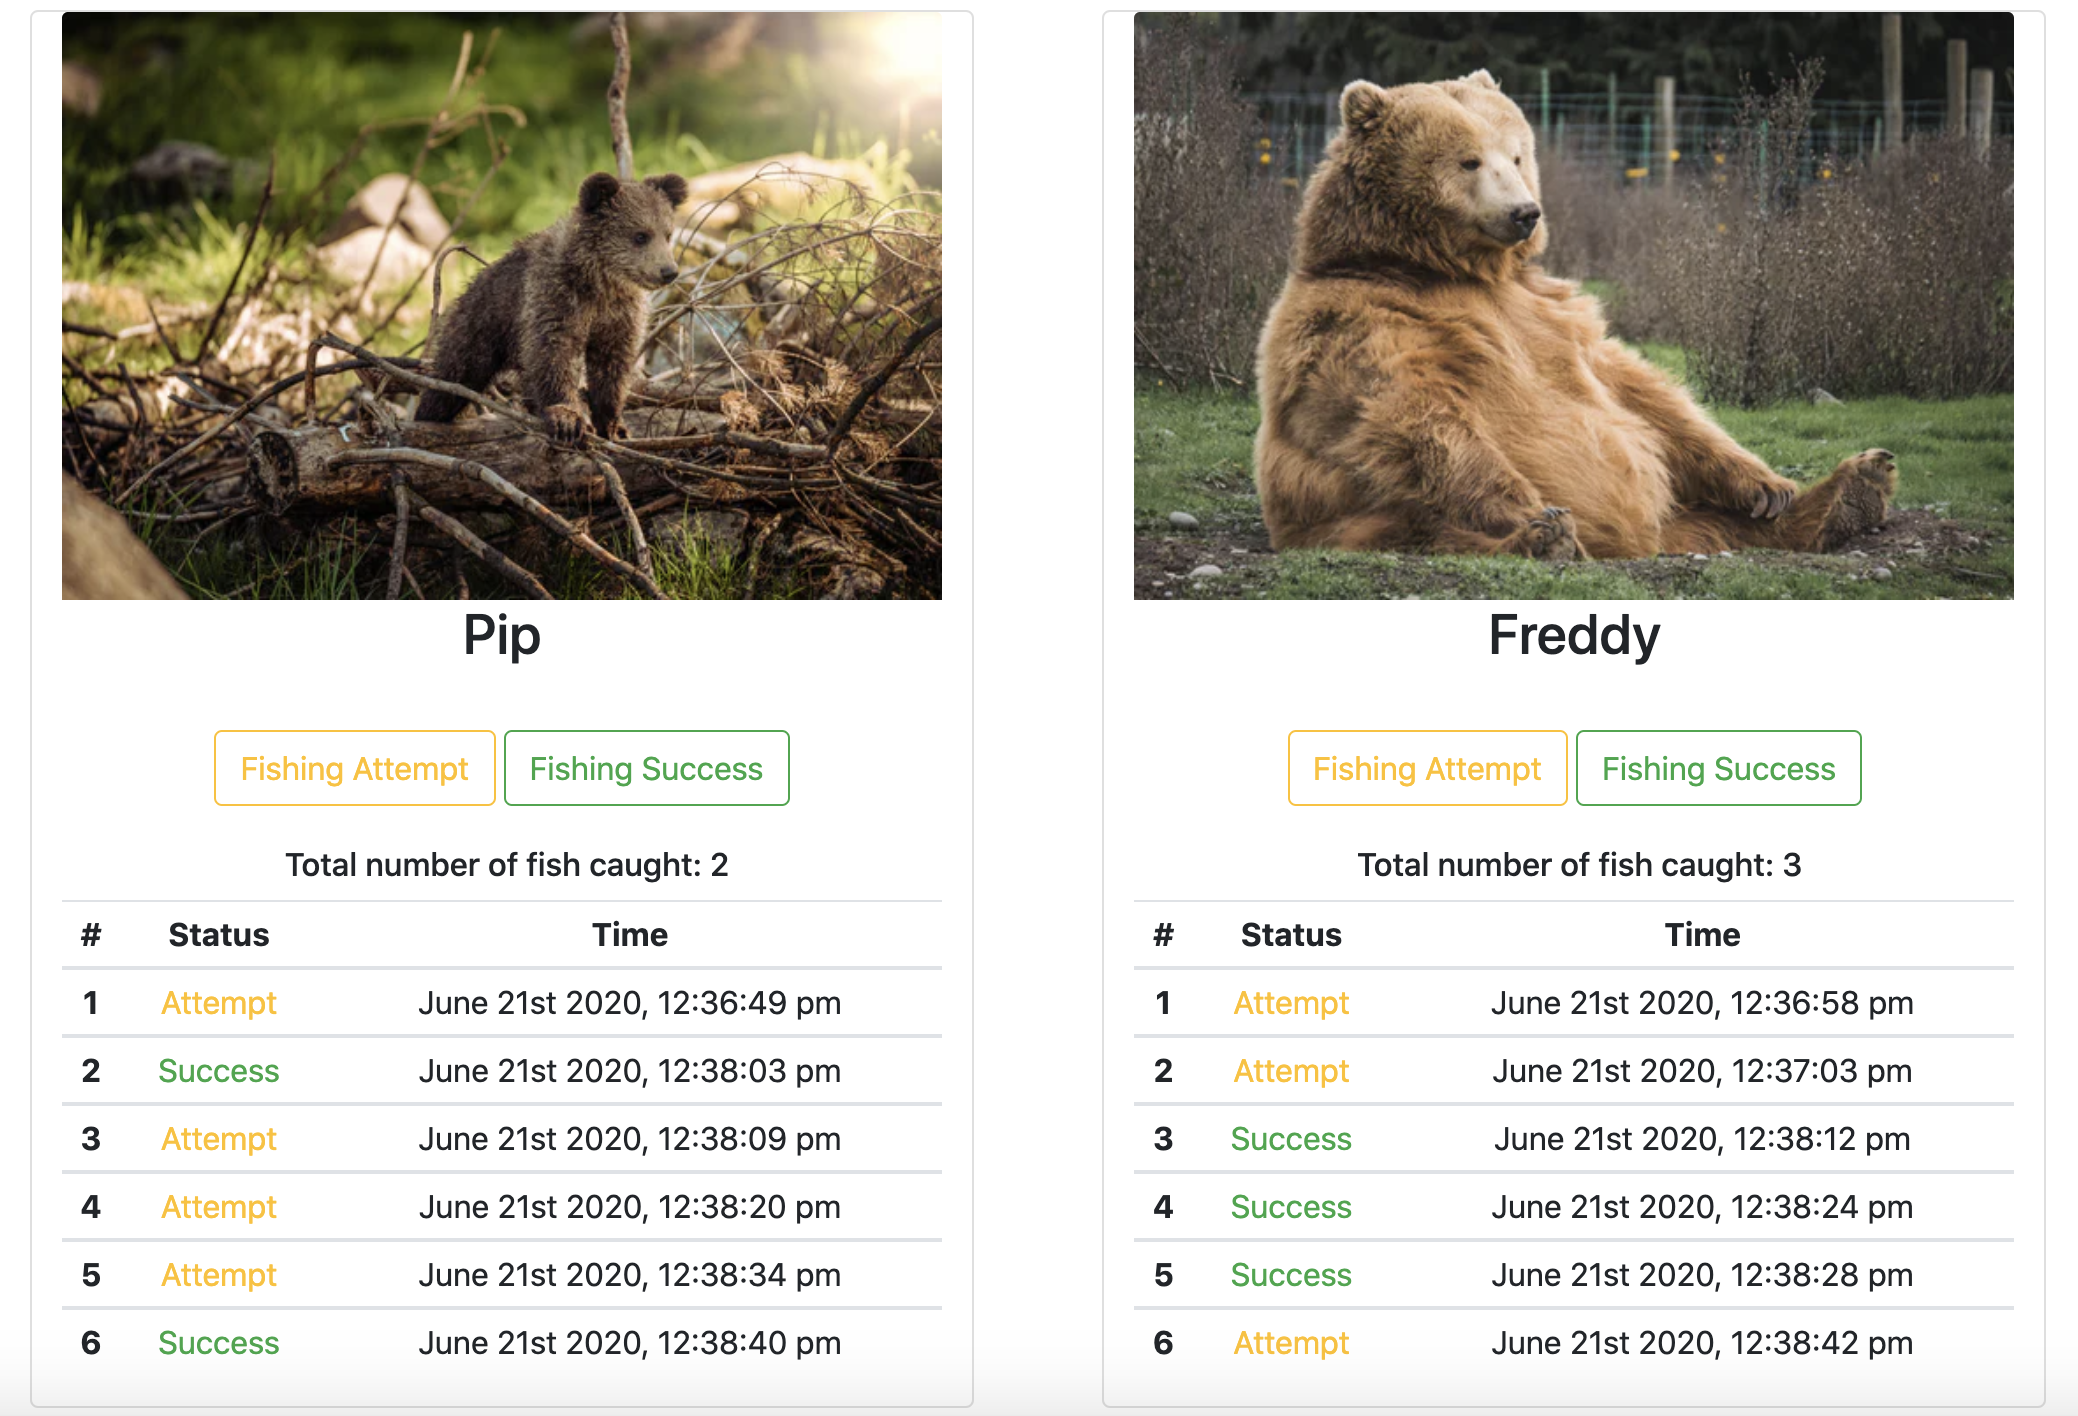 Pip
Fishing Attempt Fishing Success
Total number of fish caught: 2
# Status Time
1 Attempt June 21st 2020, 12:36:49 pm
2 Success June 21st 2020, 12:38:03 pm
3 Attempt June 21st 2020, 12:38:09 pm
4 Attempt June 21st 2020, 12:38:20 pm
5 Attempt June 21st 2020, 12:38:34 pm
6 Success June 21st 2020, 12:38:40 pm
Freddy
Fishing Attempt Fishing Success
Total number of fish caught: 3
# Status Time
1 Attempt June 21st 2020, 12:36:58 pm
2 Attempt June 21st 2020, 12:37:03 pm
3 Success June 21st 2020, 12:38:12 pm
4 Success June 21st 2020, 12:38:24 pm
5 Success June 21st 2020, 12:38:28 pm
6 Attempt June 21st 2020, 12:38:42 pm